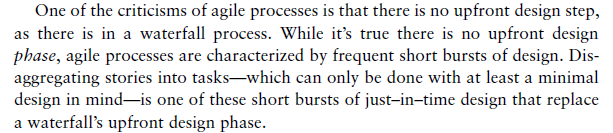 One of the criticisms of agile processes is that there is no upfront design step,
as there is in a waterfall process. While it’s true there is no upfront design
phase, agile processes are characterized by frequent short bursts of design. Dis-
aggregating stories into tasks—which can only be done with at least a minimal
design in mind—is one of these short bursts of just–in–time design that replace
a waterfall’s upfront design phase.